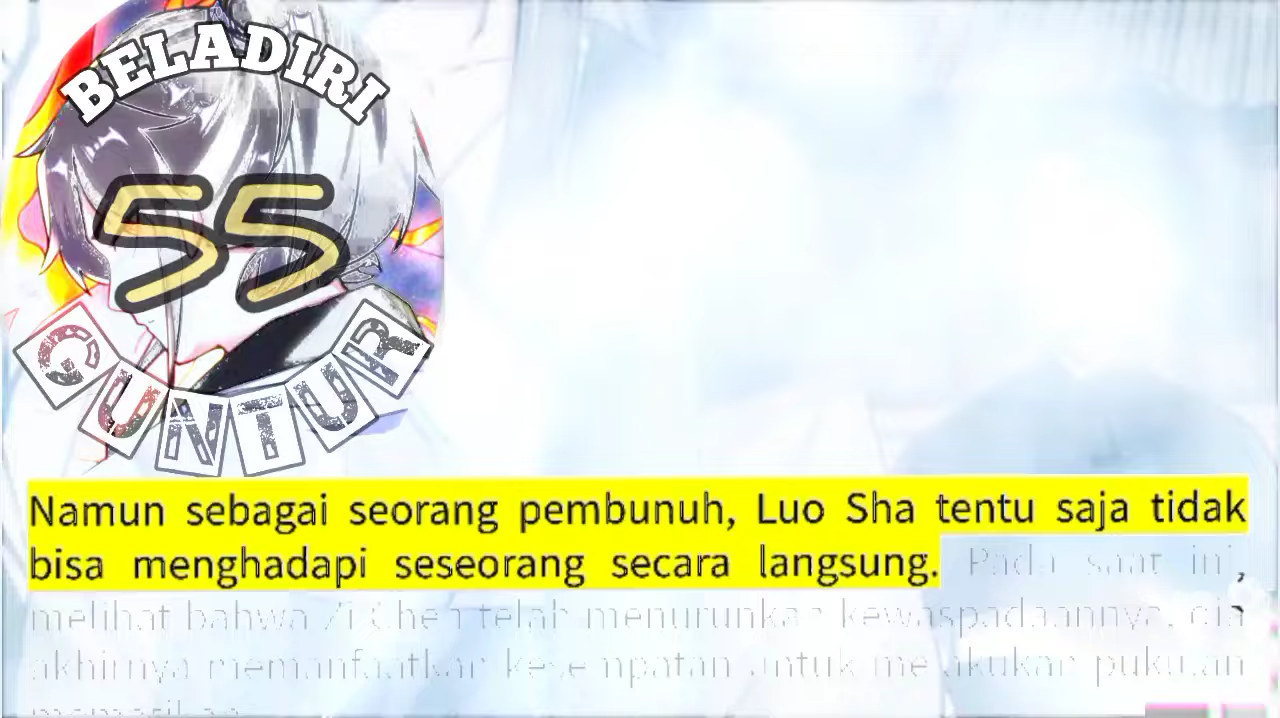 BELADIRI
55
GUNTUR
Namun sebagai seorang pembunuh, Luo Sha tentu saja tidak
bisa menghadapi seseorang secara langsung. Pada saat ini,
melihat bahwa Zi Chen telah menurunkan kewaspadaannya, dia
akhirnya memanfaatkan kesempatan untuk melakukan pukulan